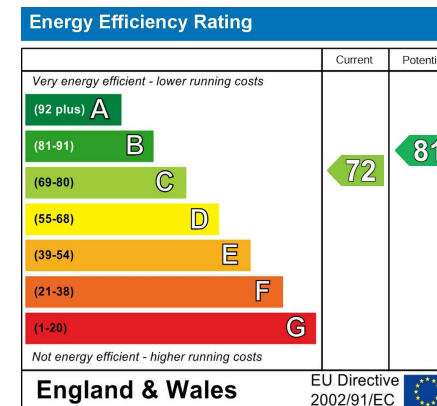 Energy Efficiency Rating
Current Potenti
Very energy efficient - lower running costs
(92 plus) A
(81-91) B
(69-80) C
(55-68) D
(39-54) E
(21-38) F
(1-20) G
72
81
Not energy efficient - higher running costs
England & Wales
EU Directive
2002/91/EC